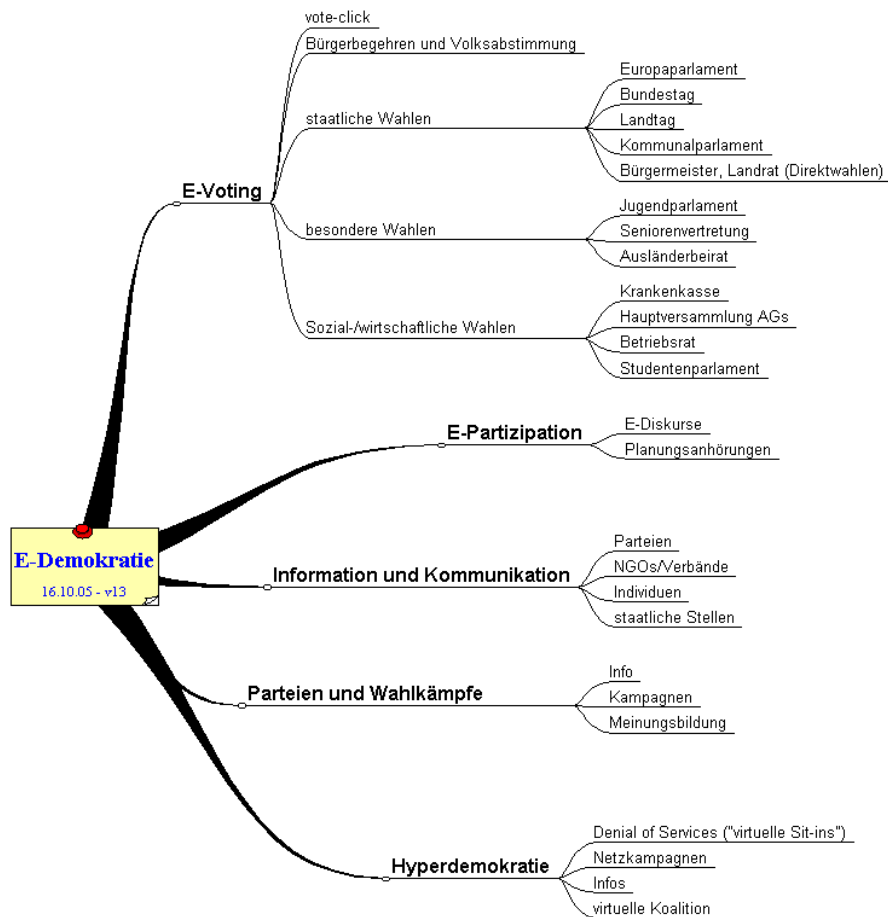 vote-click
Bürgerbegehren und Volksabstimmung
Europaparlament
Bundestag
staatliche Wahlen
Landtag
Kommunalparlament
Bürgermeister, Landrat (Direktwahlen)
E-Voting
Jugendparlament
besondere Wahlen
Seniorenvertretung
Ausländerbeirat
Krankenkasse
Hauptversammlung AGs
Sozial-/wirtschaftliche Wahlen
Betriebsrat
Studentenparlament
E-Partizipation
E-Diskurse
Planungsanhörungen
E-Demokratie
16.10.05 - v13
Information und Kommunikation
Parteien
NGOs/Verbände
Individuen
staatliche Stellen
Parteien und Wahlkämpfe
Info
Kampagnen
Meinungsbildung
Hyperdemokratie
Denial of Services ("virtuelle Sit-ins")
Netzkampagnen
Infos
virtuelle Koalition